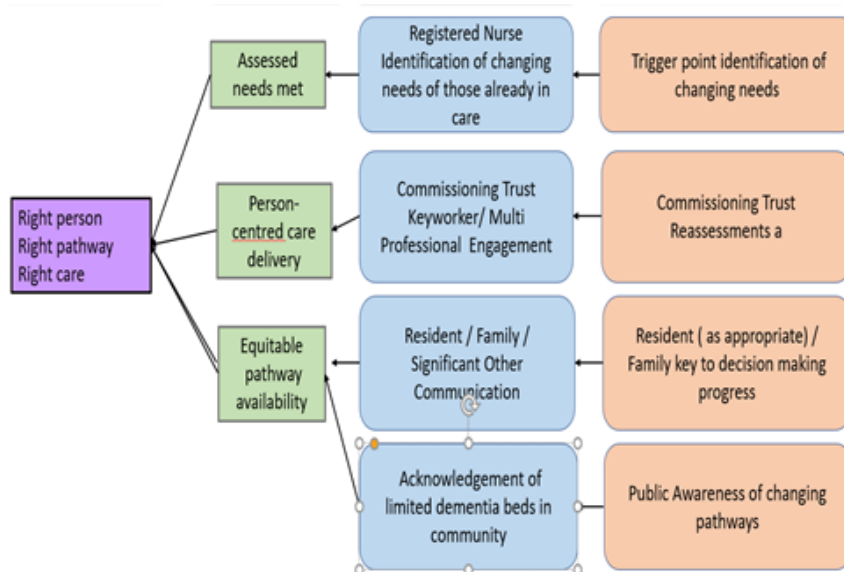 Right person
Right pathway
Right care
Assessed
needs met
Person-
centred care
delivery
Equitable
pathway
availability
Registered Nurse
Identification of changing
needs of those already in
care
Commissioning Trust
Keyworker/ Multi
Professional Engagement
Resident / Family /
Significant Other
Communication
Acknowledgement of
limited dementia beds in
community
Trigger point identification of
changing needs
Commissioning Trust
Reassessments a
Resident ( as appropriate) /
Family key to decision making
progress
Public Awareness of changing
pathways